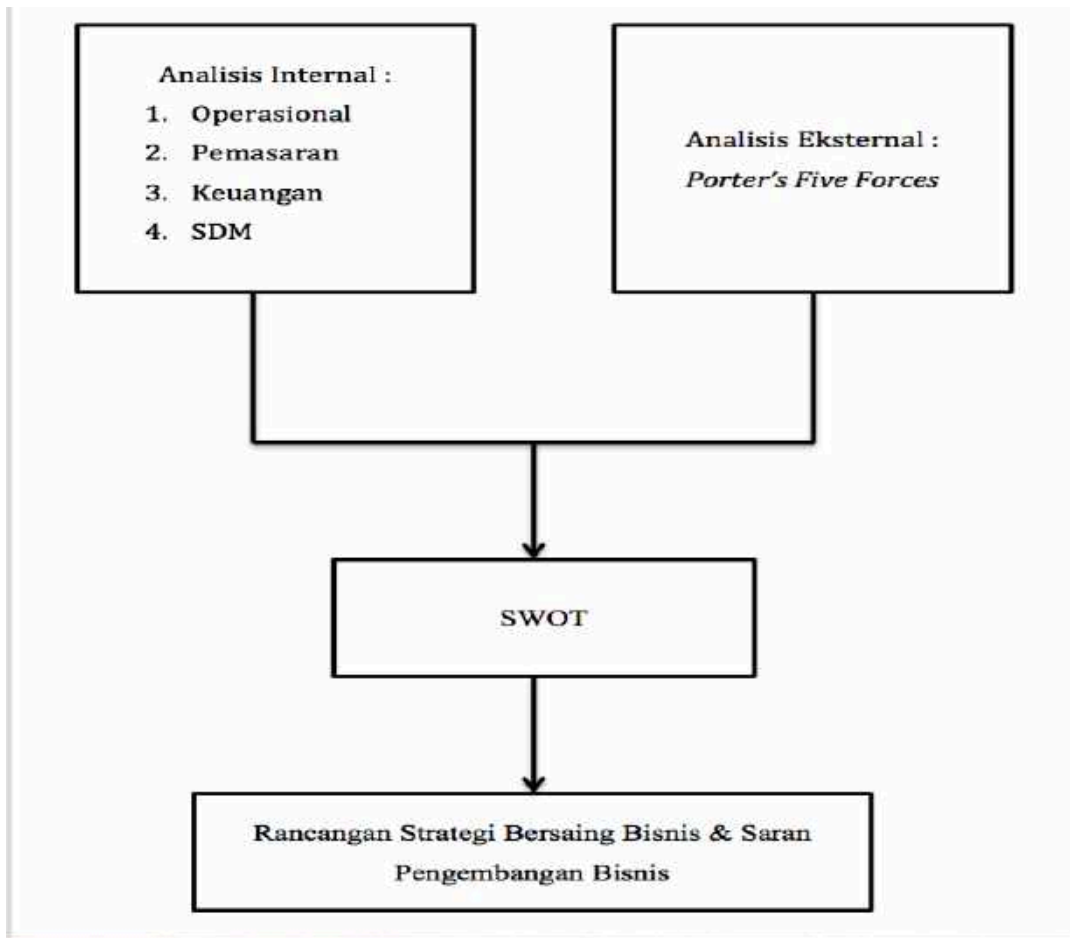 Analisis Internal :
1. Operasional
2. Pemasaran
3. Keuangan
4. SDM
Analisis Eksternal :
Porter's Five Forces
SWOT
Rancangan Strategi Bersaing Bisnis & Saran
Pengembangan Bisnis